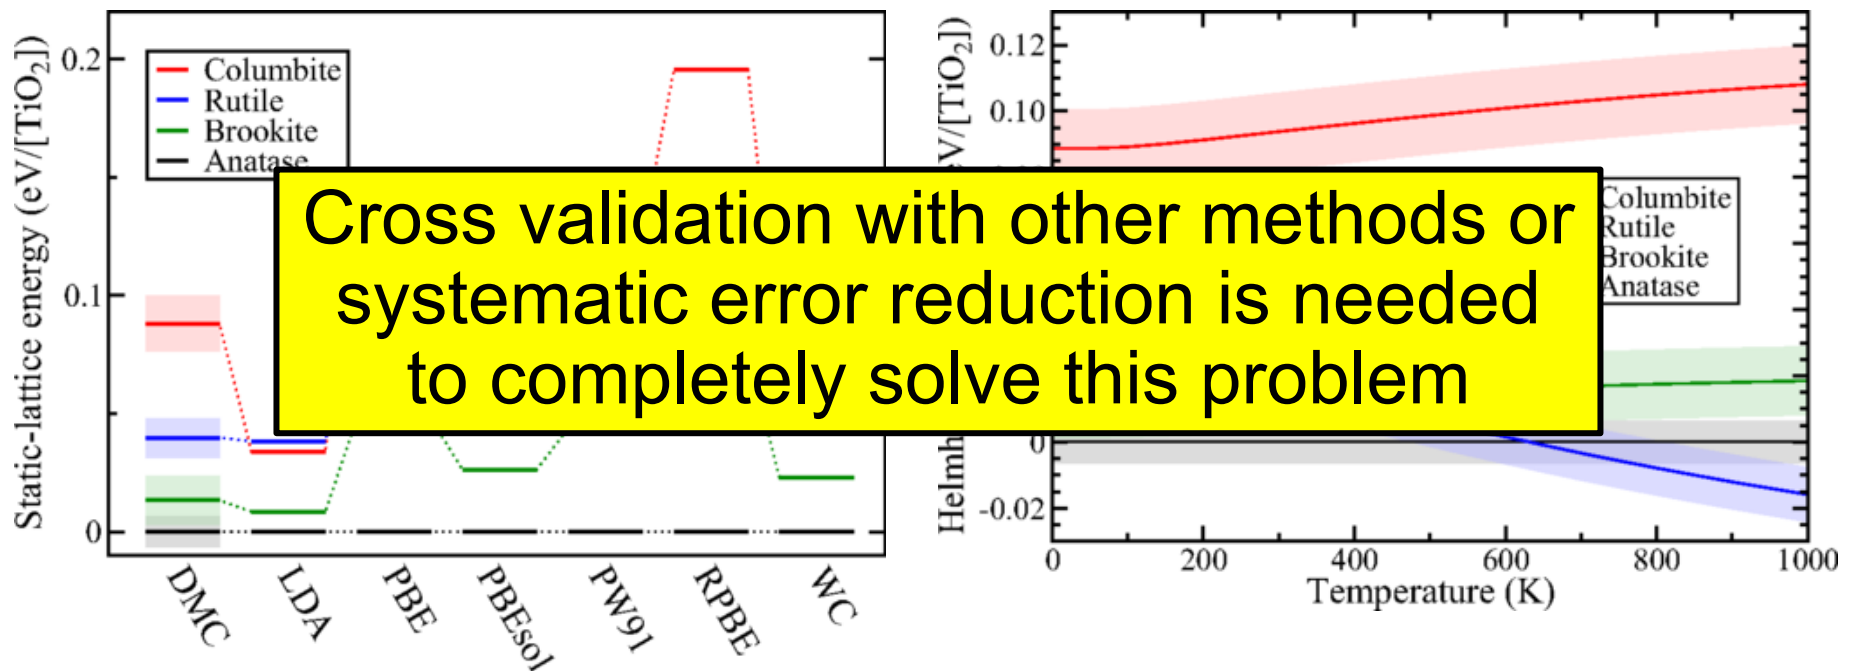 Static-lattice energy (eV/[TiO₂])
0.2
0.1
0
Columbite
Rutile
Brookite
Anatase
DMC
LDA
PBE
PBEsol
PW91
RPBE
WC
Cross validation with other methods or
systematic error reduction is needed
to completely solve this problem
eV/[TiO₂])
Helmh
0.12
0.10
0
-0.02
Columbite
Rutile
Brookite
Anatase
0
200
400
600
800
1000
Temperature (K)